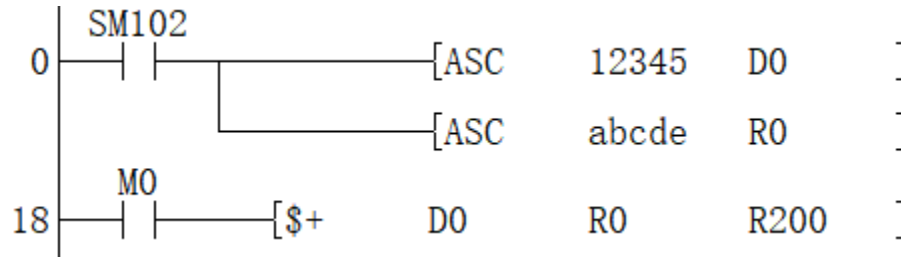 SM102
0 [ASC 12345 D0 ]
[ASC abcde R0 ]
M0
18 [$+ D0 R0 R200 ]